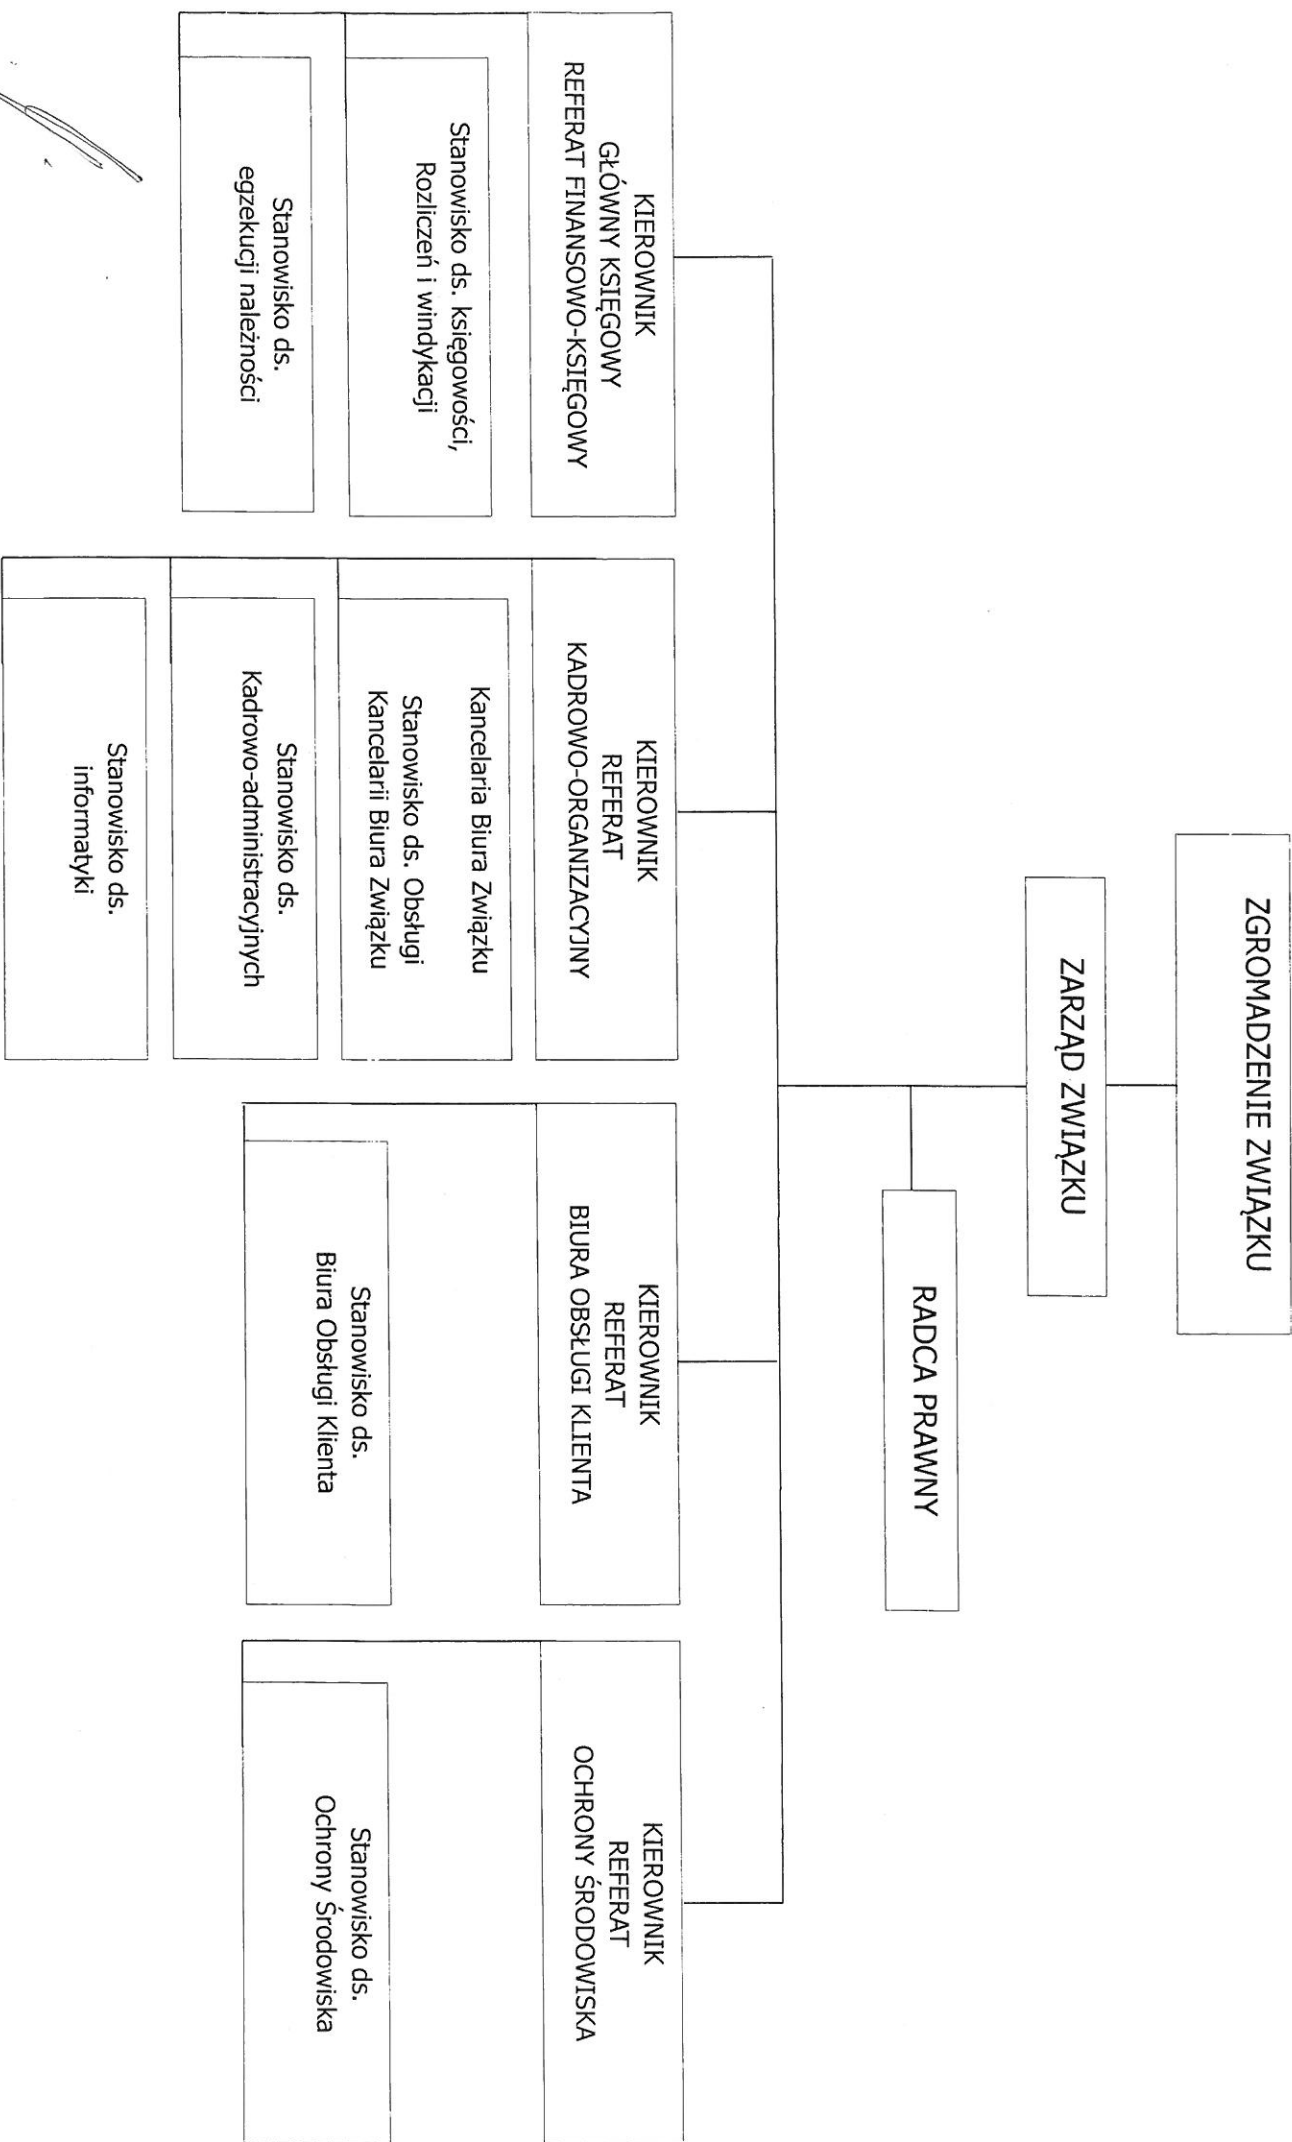 ZGROMADZENIE ZWIĄZKU
ZARZĄD ZWIĄZKU
RADCA PRAWNY
KIEROWNIK
GŁÓWNY KSIĘGOWY
REFERAT FINANSOWO-KSIĘGOWY
Stanowisko ds. księgowości,
Rozliczeń i windykacji
Stanowisko ds.
egzekucji należności
KIEROWNIK
REFERAT
KADROWO-ORGANIZACYJNY
Kancelaria Biura Związku
Stanowisko ds. Obsługi
Kancelarii Biura Związku
Stanowisko ds.
Kadrowo-administracyjnych
Stanowisko ds.
informatyki
KIEROWNIK
REFERAT
BIURA OBSŁUGI KLIENTA
Stanowisko ds.
Biura Obsługi Klienta
KIEROWNIK
REFERAT
OCHRONY ŚRODOWISKA
Stanowisko ds.
Ochrony Środowiska